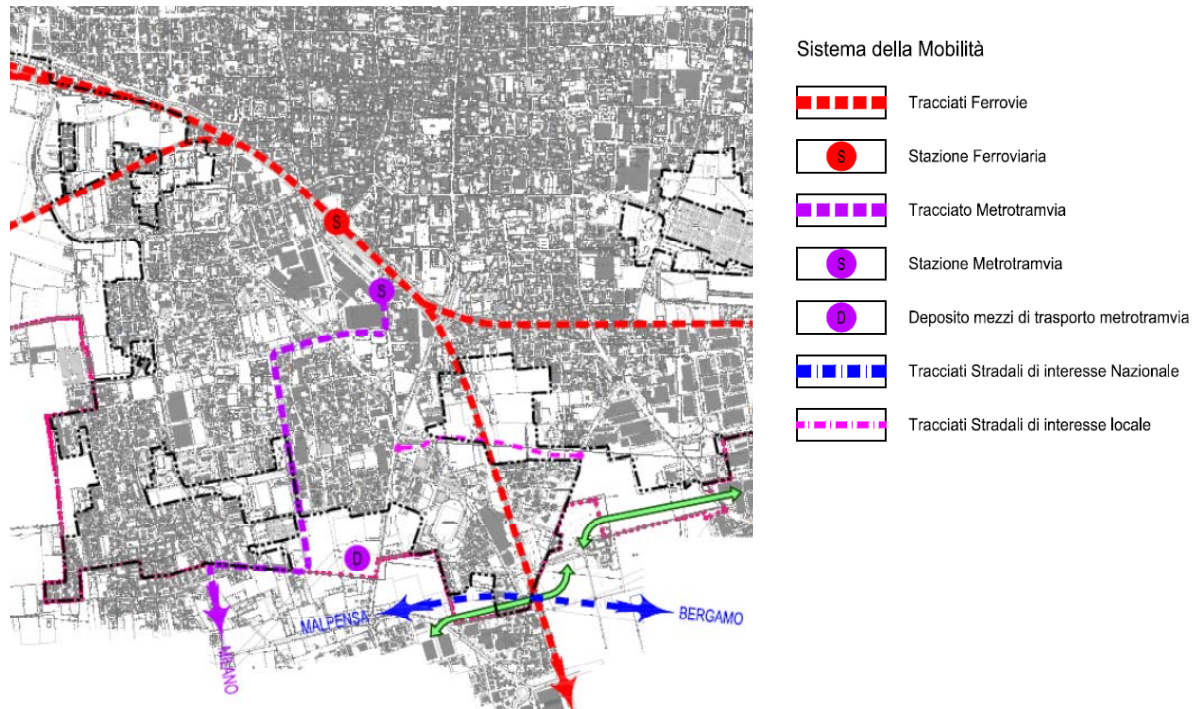 Sistema della Mobilità
Tracciati Ferrovie
S
Stazione Ferroviaria
Tracciato Metrotramvia
S
Stazione Metrotramvia
D
Deposito mezzi di trasporto metrotramvia
Tracciati Stradali di interesse Nazionale
Tracciati Stradali di interesse locale
S
S
D
MALPENSA
BERGAMO
MILANO